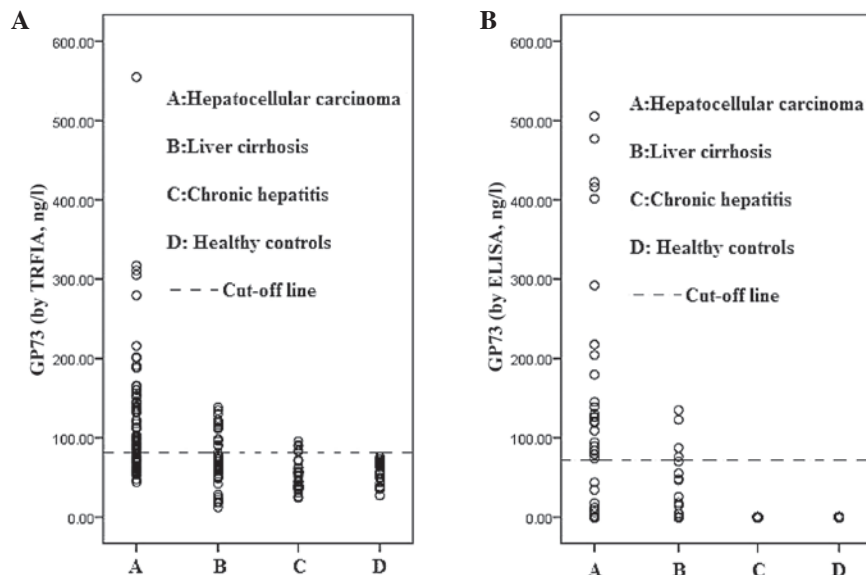 A
600.00
500.00
400.00
300.00
200.00
100.00
0.00
GP73 (by TRFIA, ng/l)
A:Hepatocellular carcinoma
B:Liver cirrhosis
C:Chronic hepatitis
D: Healthy controls
Cut-off line
A B C D
B
600.00
500.00
400.00
300.00
200.00
100.00
0.00
GP73 (by ELISA, ng/l)
A:Hepatocellular carcinoma
B:Liver cirrhosis
C:Chronic hepatitis
D: Healthy controls
Cut-off line
A B C D